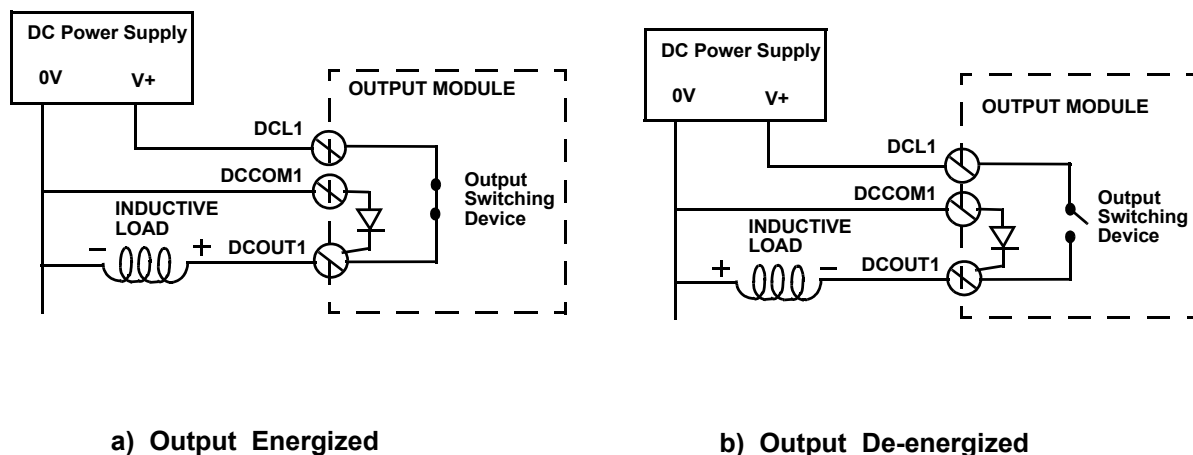 DC Power Supply
0V V+
OUTPUT MODULE
DCL1
DCCOM1
Output
Switching
Device
INDUCTIVE
LOAD
− +
DCOUT1
a) Output Energized
DC Power Supply
0V V+
OUTPUT MODULE
DCL1
DCCOM1
Output
Switching
Device
INDUCTIVE
LOAD
+ −
DCOUT1
b) Output De-energized